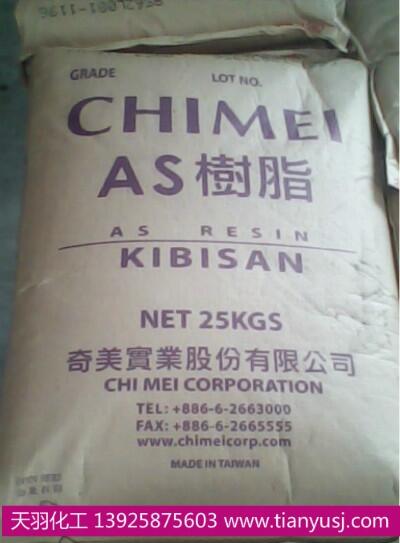 GRADE LOT NO.
CHIMEI
AS樹脂
AS RESIN
KIBISAN
NET 25KGS
奇美實業股份有限公司
CHI MEI CORPORATION
TEL: +886-6-2663000
FAX: +886-6-2665555
www.chimeicorp.com
MADE IN TAIWAN
天羽化工 13925875603 www.tianyusj.com